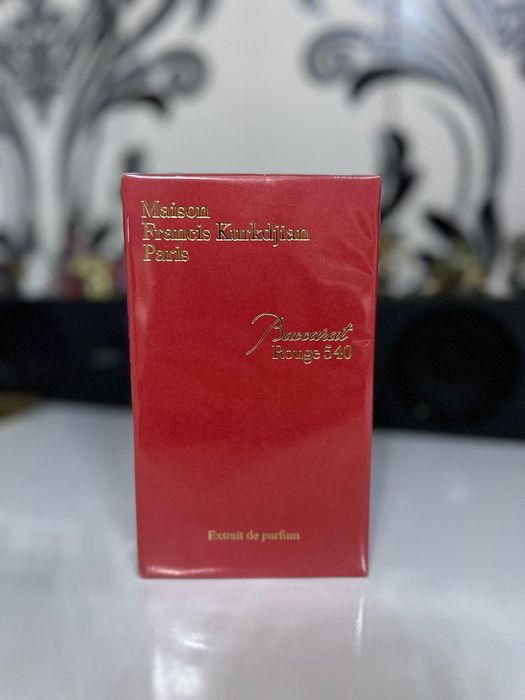 Maison
Francis Kurkdjian
Paris
Baccarat
Rouge 540
Extrait de parfum